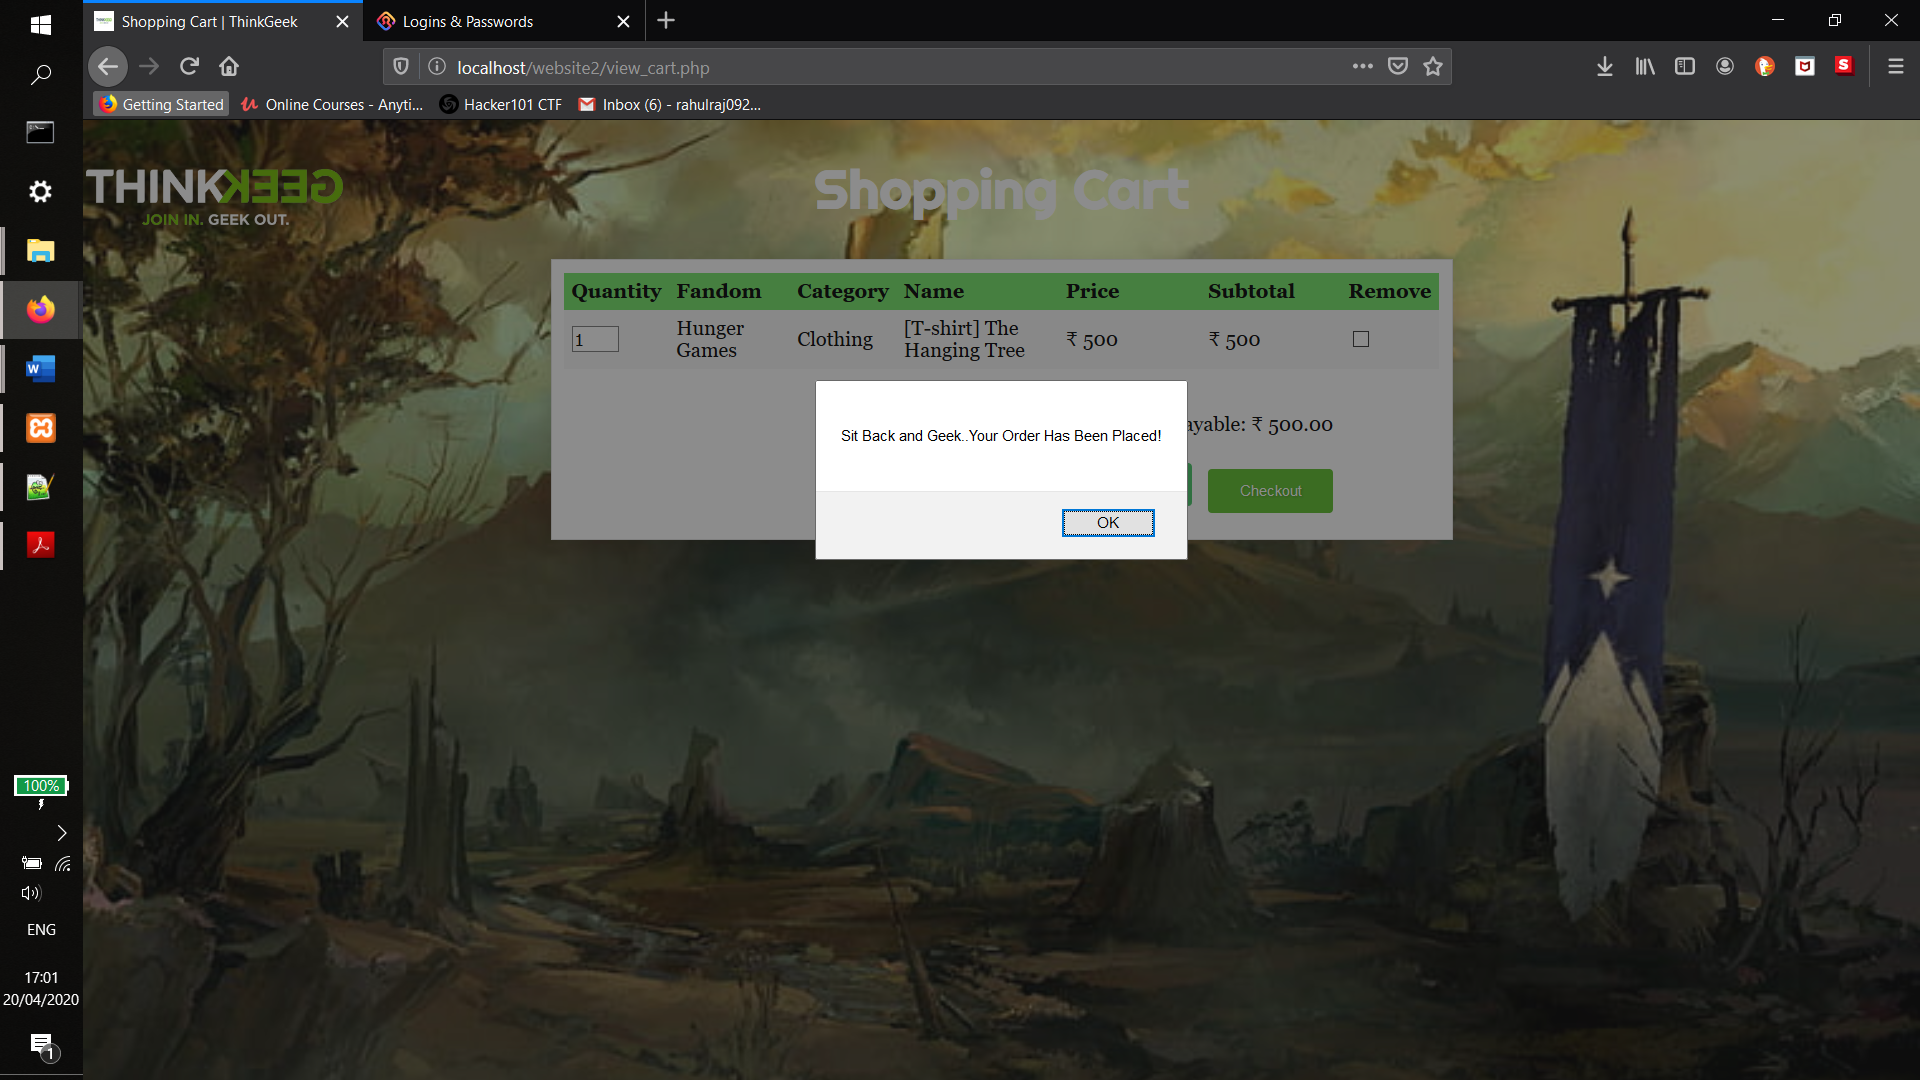 Shopping Cart | ThinkGeek
Logins & Passwords
localhost/website2/view_cart.php
Getting Started
Online Courses - Anyti...
Hacker101 CTF
Inbox (6) - rahulraj092...
THINKGEEK
JOIN IN. GEEK OUT.
Shopping Cart
Quantity Fandom Category Name Price Subtotal Remove
1 Hunger Games Clothing [T-shirt] The Hanging Tree ₹ 500 ₹ 500
ayable: ₹ 500.00
Checkout
Sit Back and Geek..Your Order Has Been Placed!
OK
100%
ENG
17:01
20/04/2020
1